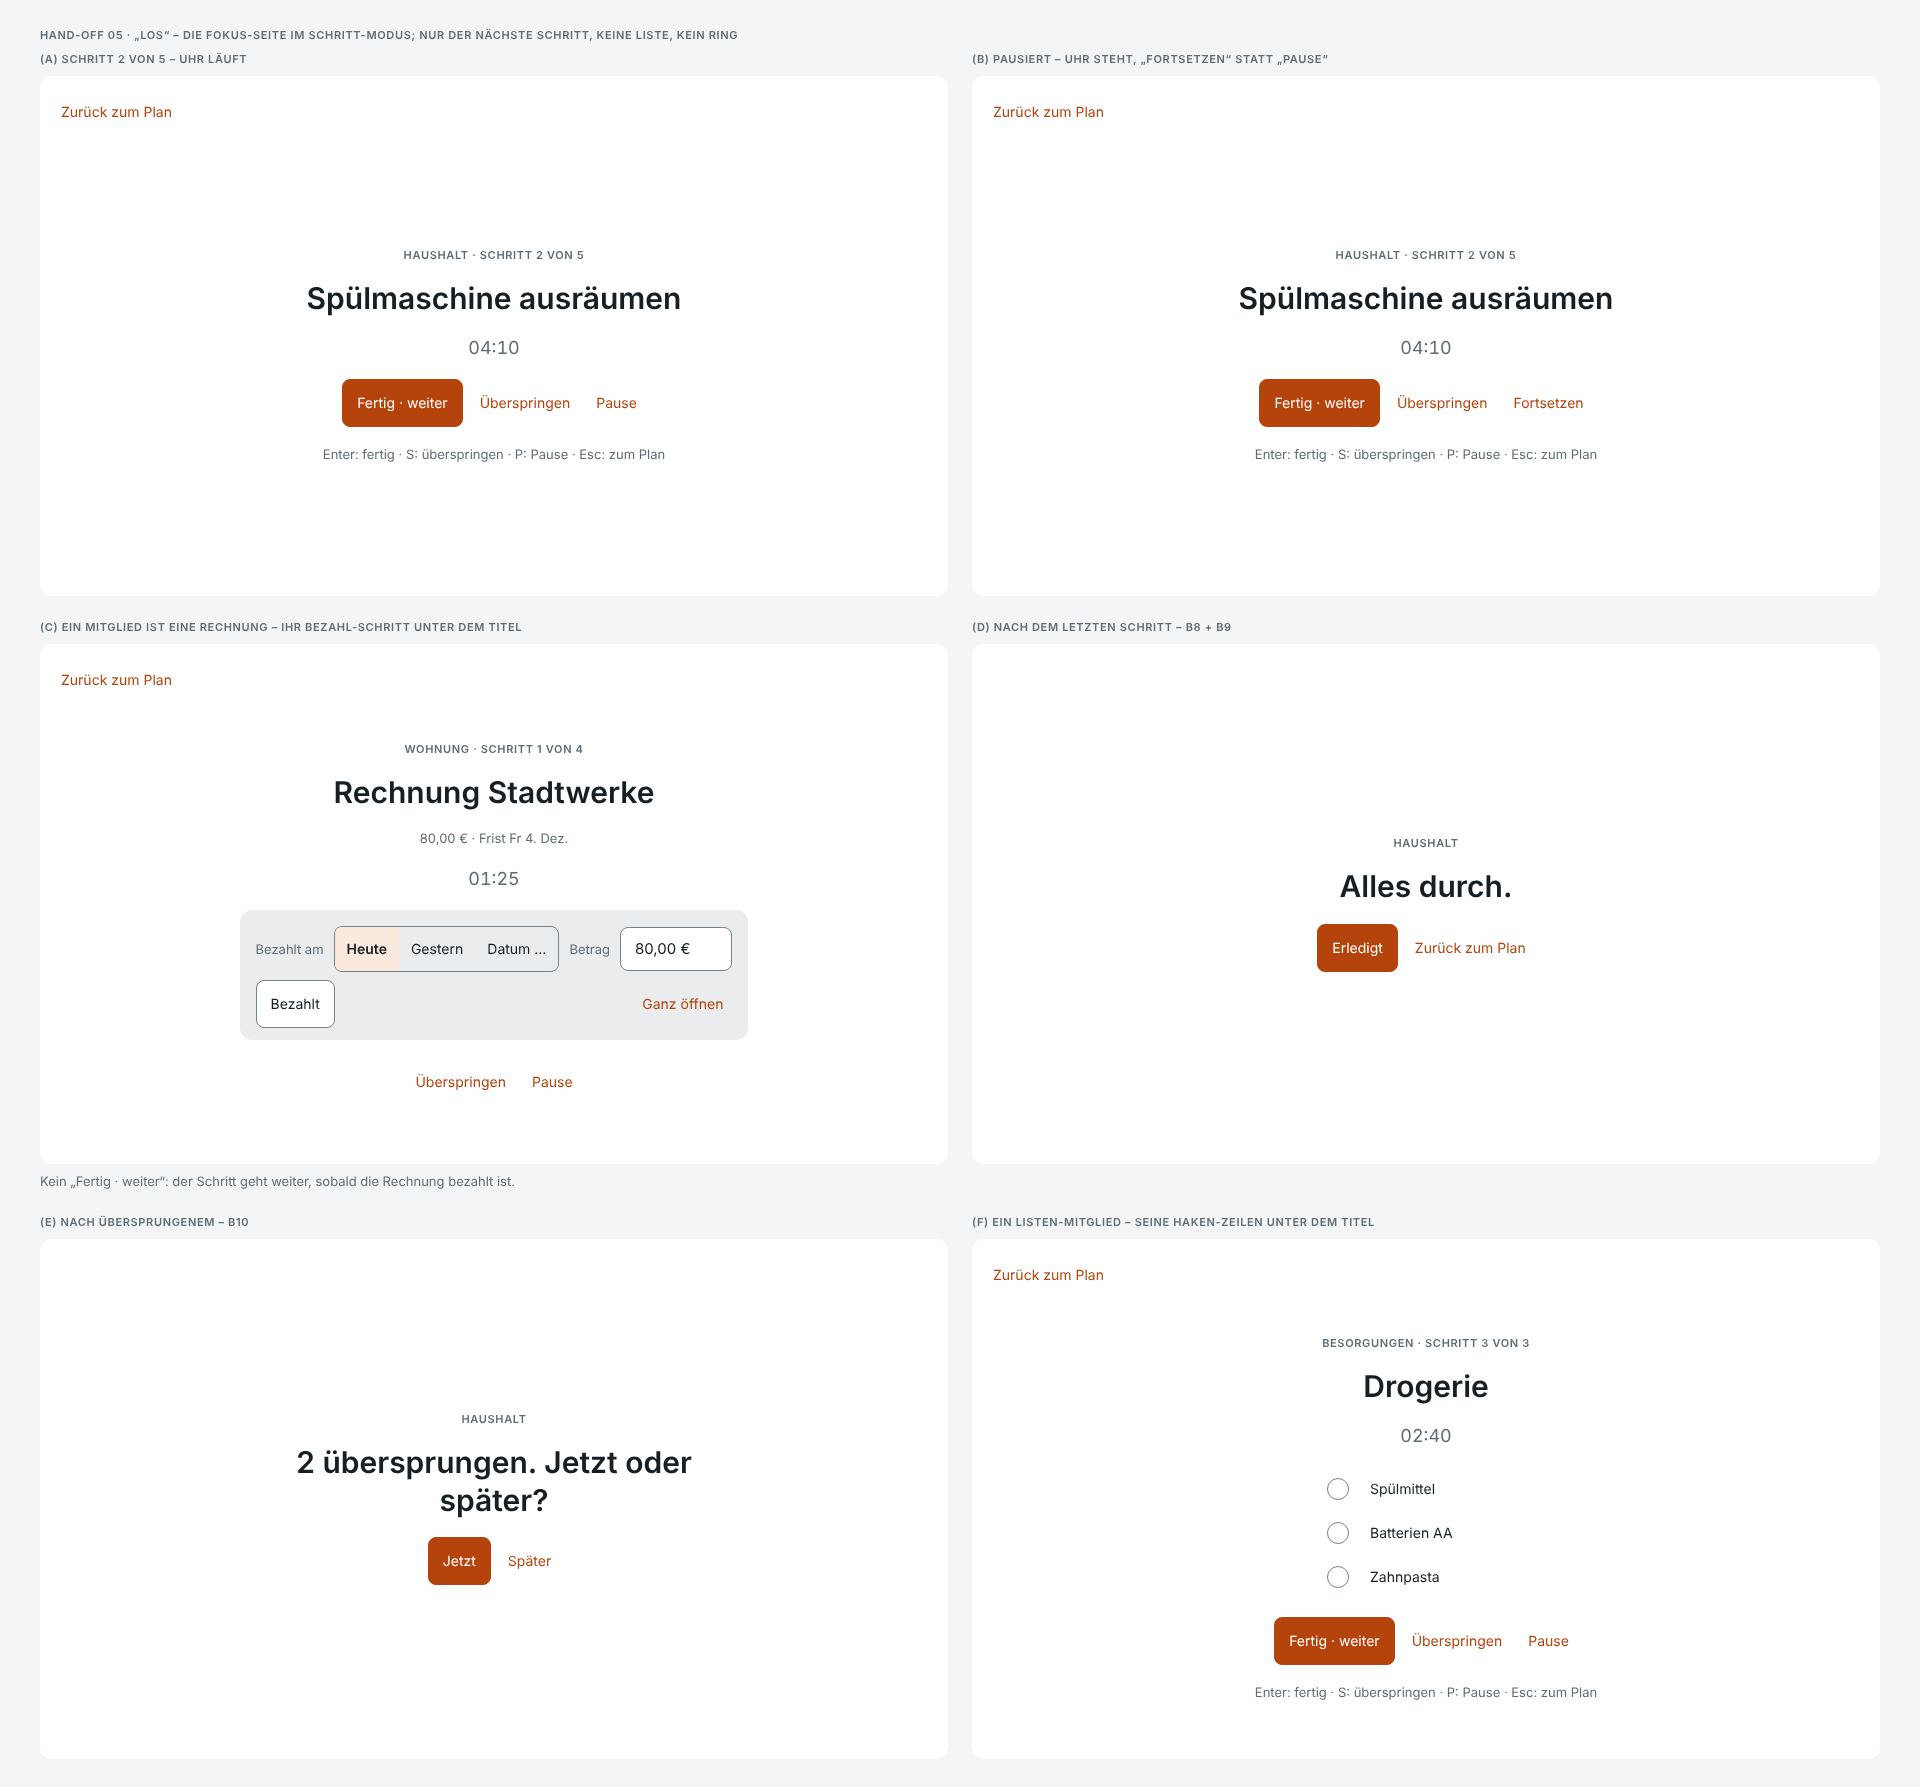 HAND-OFF 05 · „LOS“ – DIE FOKUS-SEITE IM SCHRITT-MODUS; NUR DER NÄCHSTE SCHRITT, KEINE LISTE, KEIN RING
(A) SCHRITT 2 VON 5 – UHR LÄUFT
Zurück zum Plan
HAUSHALT · SCHRITT 2 VON 5
Spülmaschine ausräumen
04:10
Fertig · weiter Überspringen Pause
Enter: fertig · S: überspringen · P: Pause · Esc: zum Plan
(B) PAUSIERT – UHR STEHT, „FORTSETZEN“ STATT „PAUSE“
Zurück zum Plan
HAUSHALT · SCHRITT 2 VON 5
Spülmaschine ausräumen
04:10
Fertig · weiter Überspringen Fortsetzen
Enter: fertig · S: überspringen · P: Pause · Esc: zum Plan
(C) EIN MITGLIED IST EINE RECHNUNG – IHR BEZAHL-SCHRITT UNTER DEM TITEL
Zurück zum Plan
WOHNUNG · SCHRITT 1 VON 4
Rechnung Stadtwerke
80,00 € · Frist Fr 4. Dez.
01:25
Bezahlt am Heute Gestern Datum ... Betrag 80,00 €
Bezahlt Ganz öffnen
Überspringen Pause
Kein „Fertig · weiter“: der Schritt geht weiter, sobald die Rechnung bezahlt ist.
(D) NACH DEM LETZTEN SCHRITT – B8 + B9
HAUSHALT
Alles durch.
Erledigt Zurück zum Plan
(E) NACH ÜBERSPRUNGENEM – B10
HAUSHALT
2 übersprungen. Jetzt oder
später?
Jetzt Später
(F) EIN LISTEN-MITGLIED – SEINE HAKEN-ZEILEN UNTER DEM TITEL
Zurück zum Plan
BESORGUNGEN · SCHRITT 3 VON 3
Drogerie
02:40
Spülmittel
Batterien AA
Zahnpasta
Fertig · weiter Überspringen Pause
Enter: fertig · S: überspringen · P: Pause · Esc: zum Plan